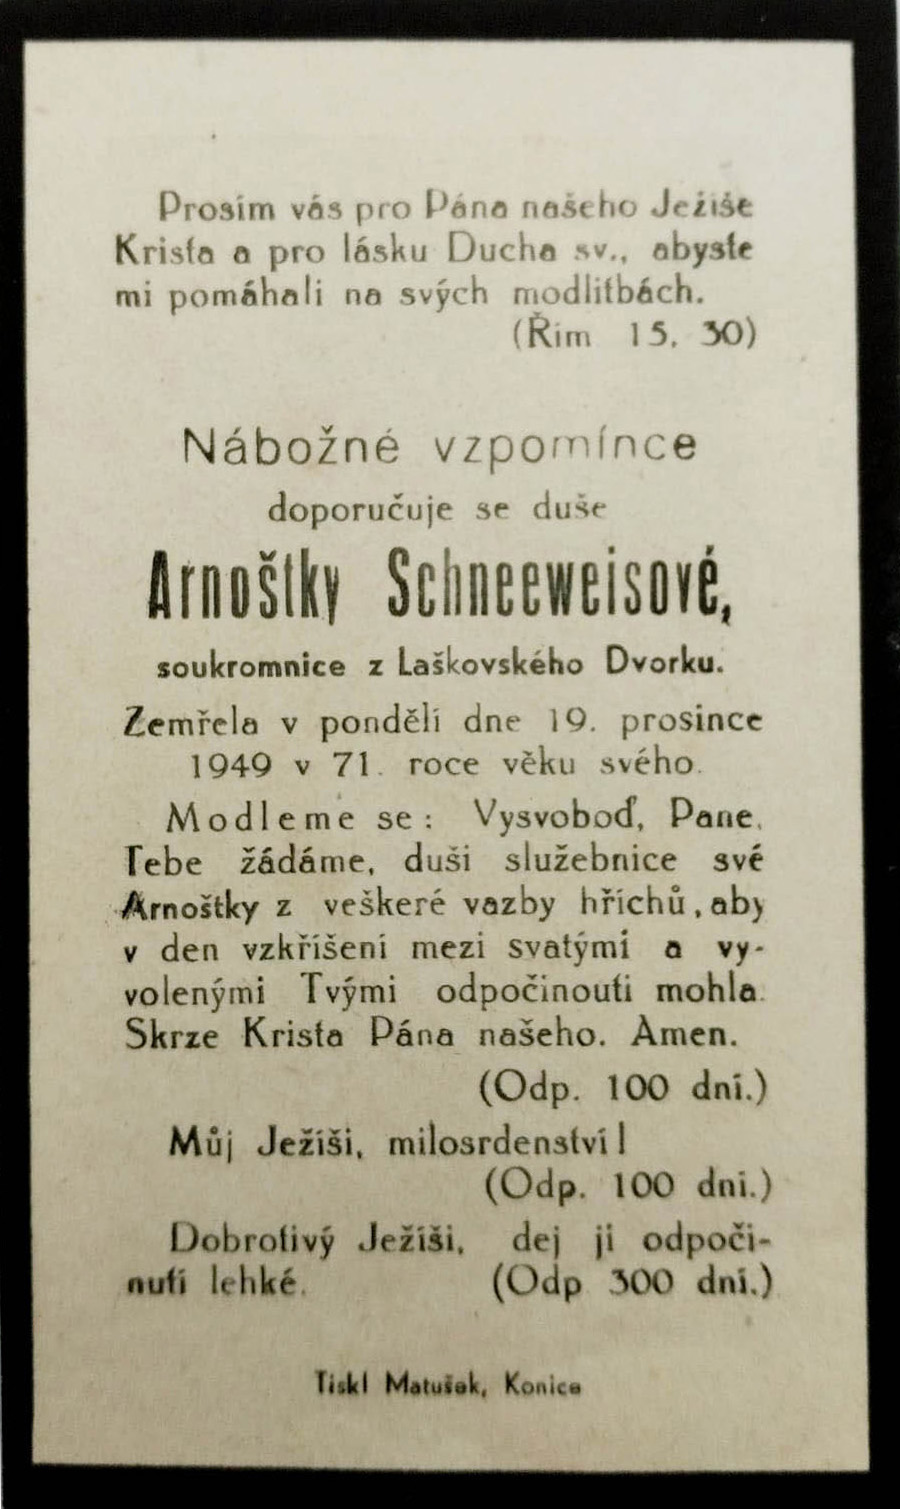 Prosím vás pro Pána našeho Ježíše
Krista a pro lásku Ducha sv., abyste
mi pomáhali na svých modlitbách.
(Řím 15, 30)
Nábožné vzpomínce
doporučuje se duše
Arnoštky Schneeweisové,
soukromnice z Laškovského Dvorku.
Zemřela v pondělí dne 19. prosince
1949 v 71. roce věku svého.
Modleme se: Vysvoboď, Pane,
Tebe žádáme, duši služebnice své
Arnoštky z veškeré vazby hříchů, aby
v den vzkříšení mezi svatými a vy-
volenými Tvými odpočinouti mohla.
Skrze Krista Pána našeho. Amen.
(Odp. 100 dní.)
Můj Ježíši, milosrdenství!
(Odp. 100 dní.)
Dobrotivý Ježíši, dej jí odpoči-
nutí lehké. (Odp 300 dní.)
Tiskl Matušek, Konice